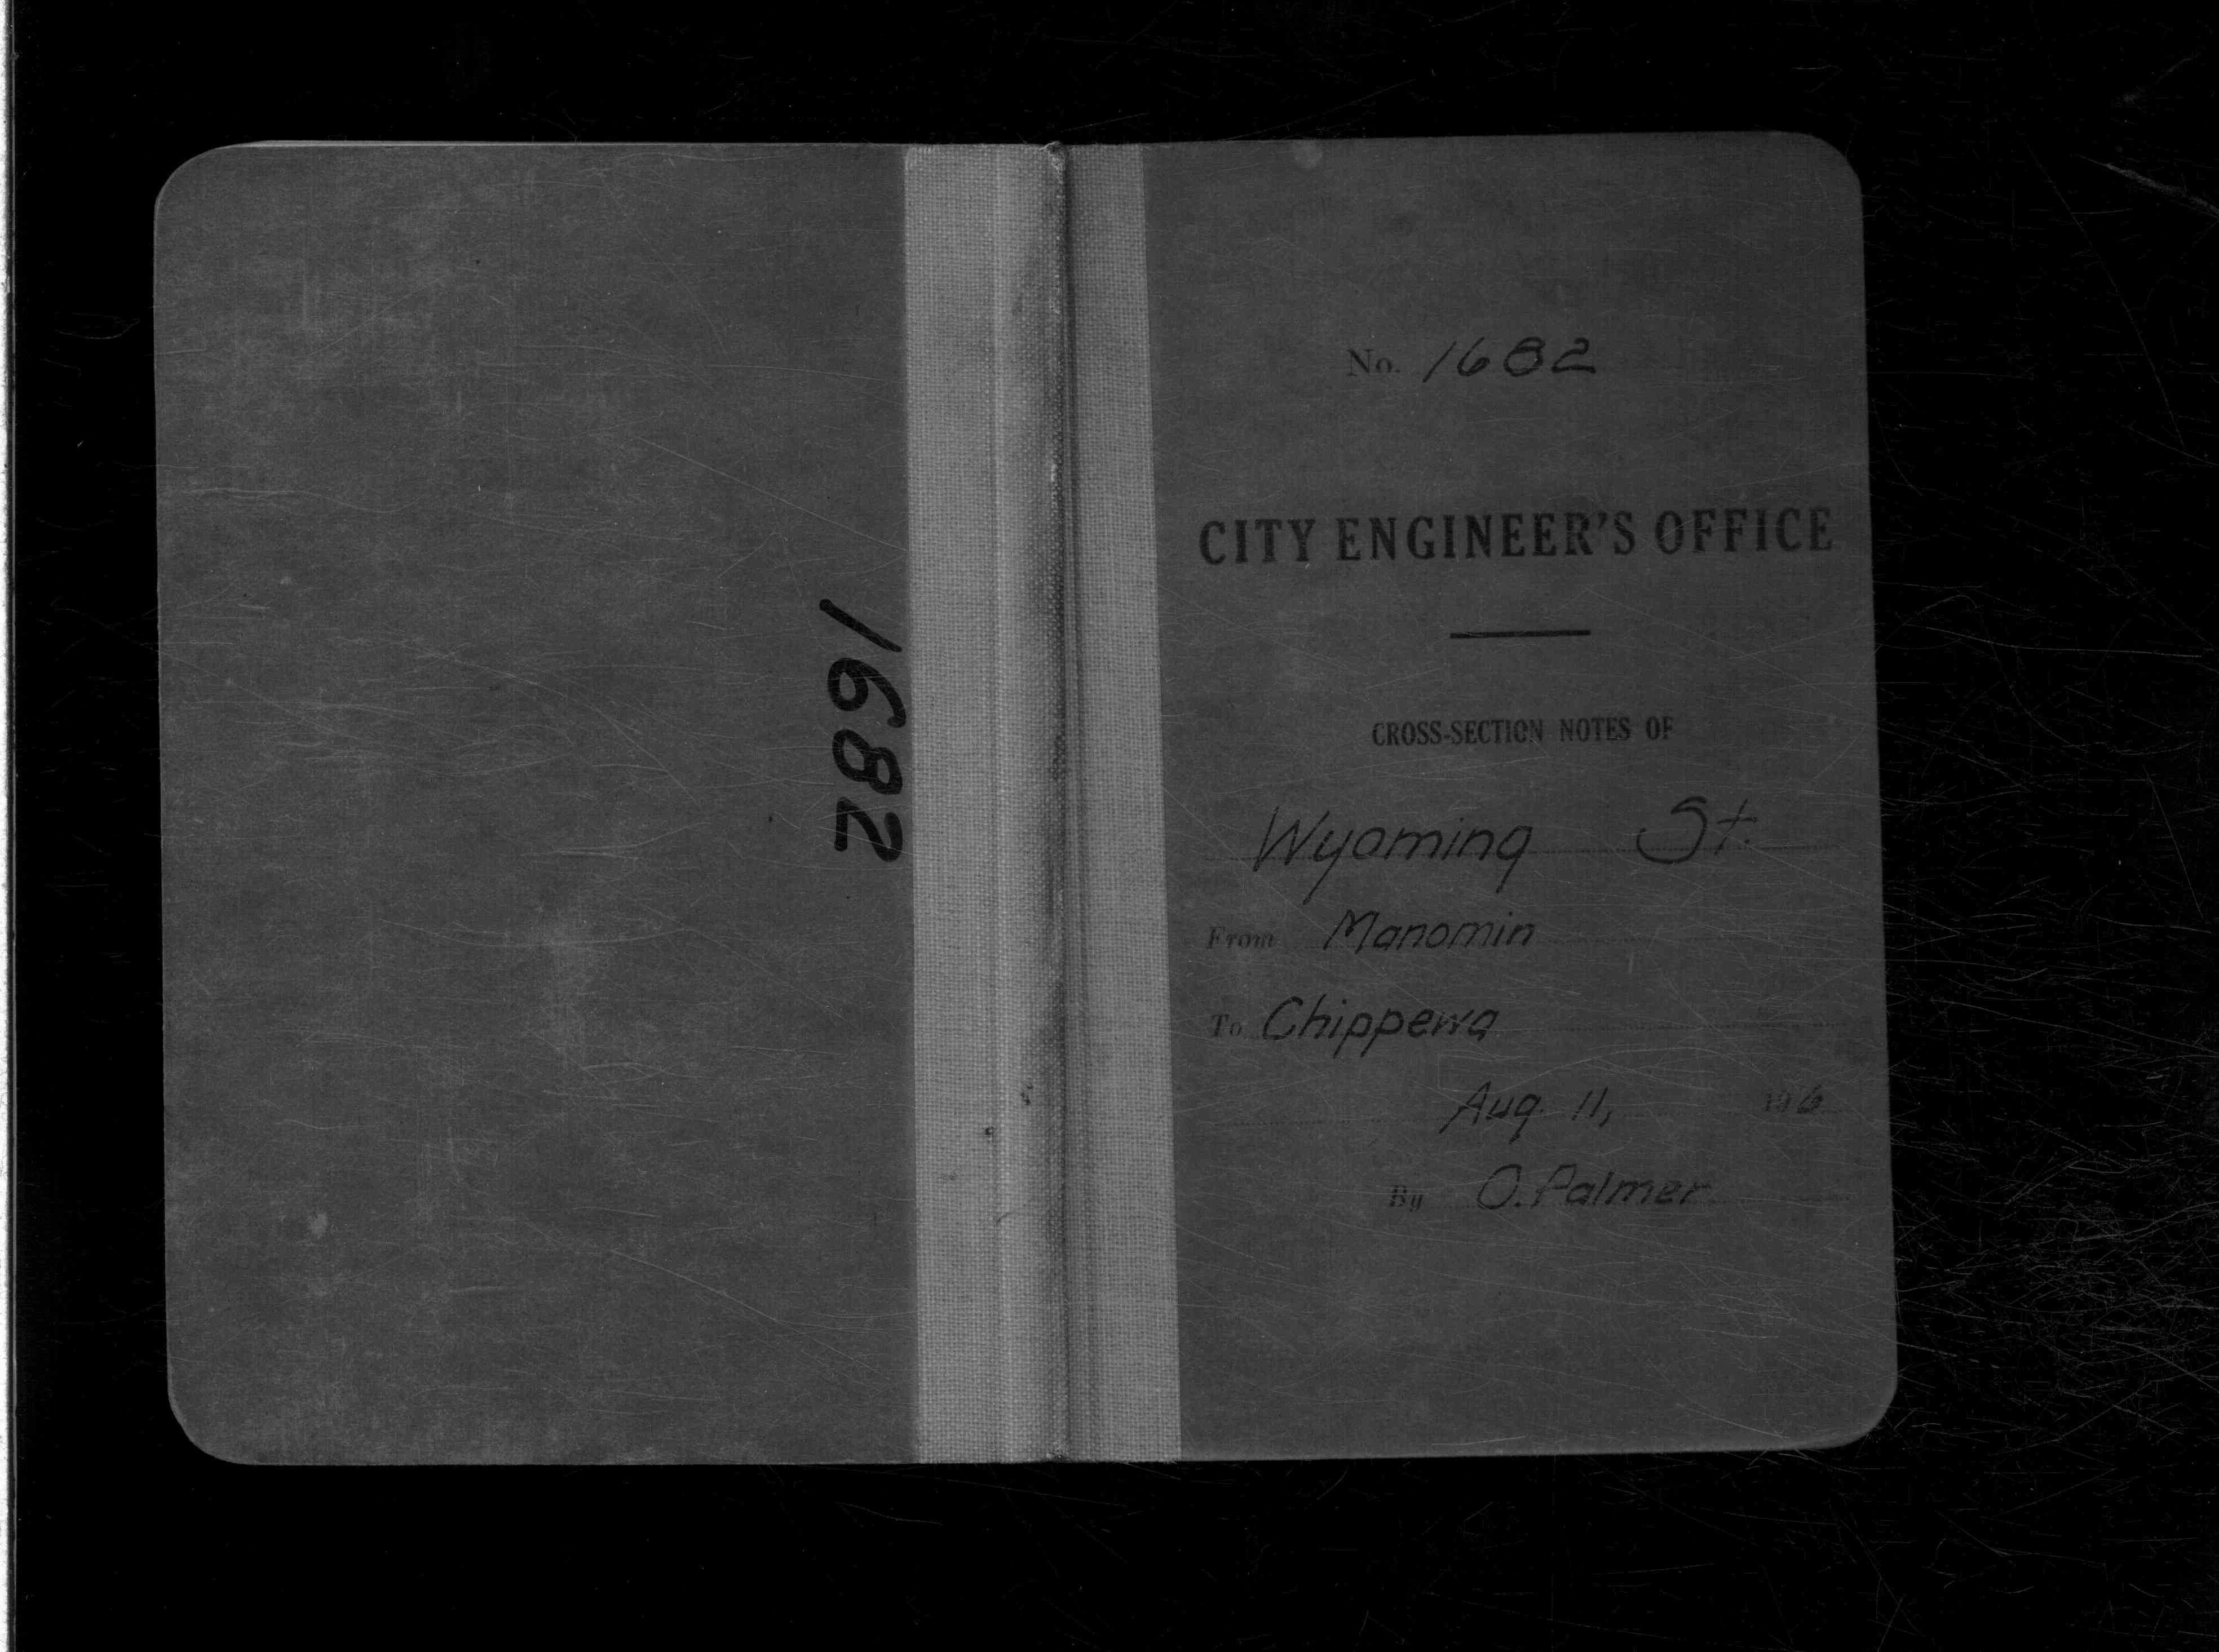 1682
No. 1682
CITY ENGINEER'S OFFICE
CROSS-SECTION NOTES OF
Wyoming St.
From Manomin
To Chippewa
Aug. 11,
By O. Palmer